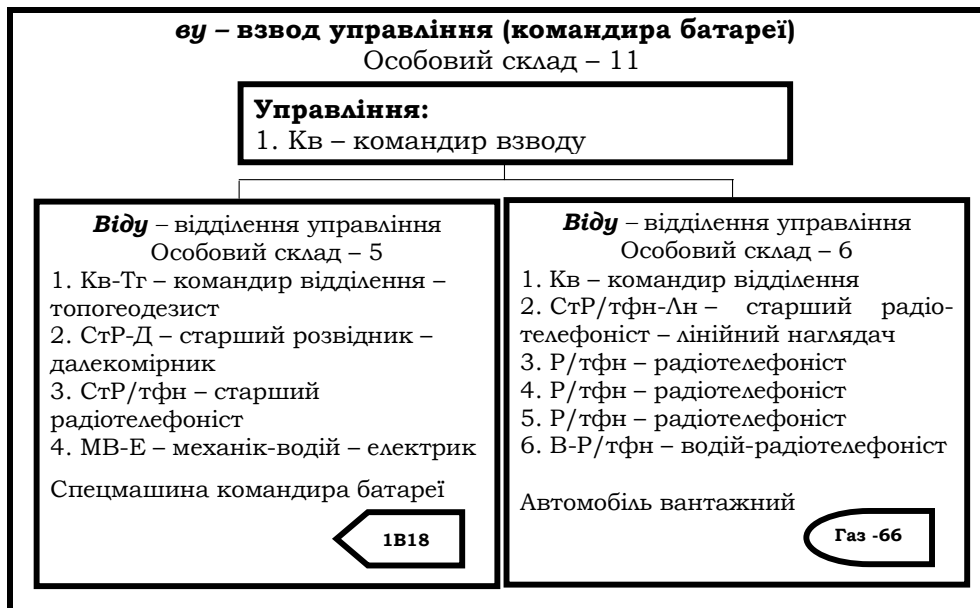 ву – взвод управління (командира батареї)
Особовий склад – 11
Управління:
1. Кв – командир взводу
Віду – відділення управління
Особовий склад – 5
1. Кв-Тг – командир відділення –
топогеодезист
2. СтР-Д – старший розвідник –
далекомірник
3. СтР/тфн – старший
радіотелефоніст
4. МВ-Е – механік-водій – електрик
Спецмашина командира батареї
1В18
Віду – відділення управління
Особовий склад – 6
1. Кв – командир відділення
2. СтР/тфн-Лн – старший радіо-
телефоніст – лінійний наглядач
3. Р/тфн – радіотелефоніст
4. Р/тфн – радіотелефоніст
5. Р/тфн – радіотелефоніст
6. В-Р/тфн – водій-радіотелефоніст
Автомобіль вантажний
Газ -66